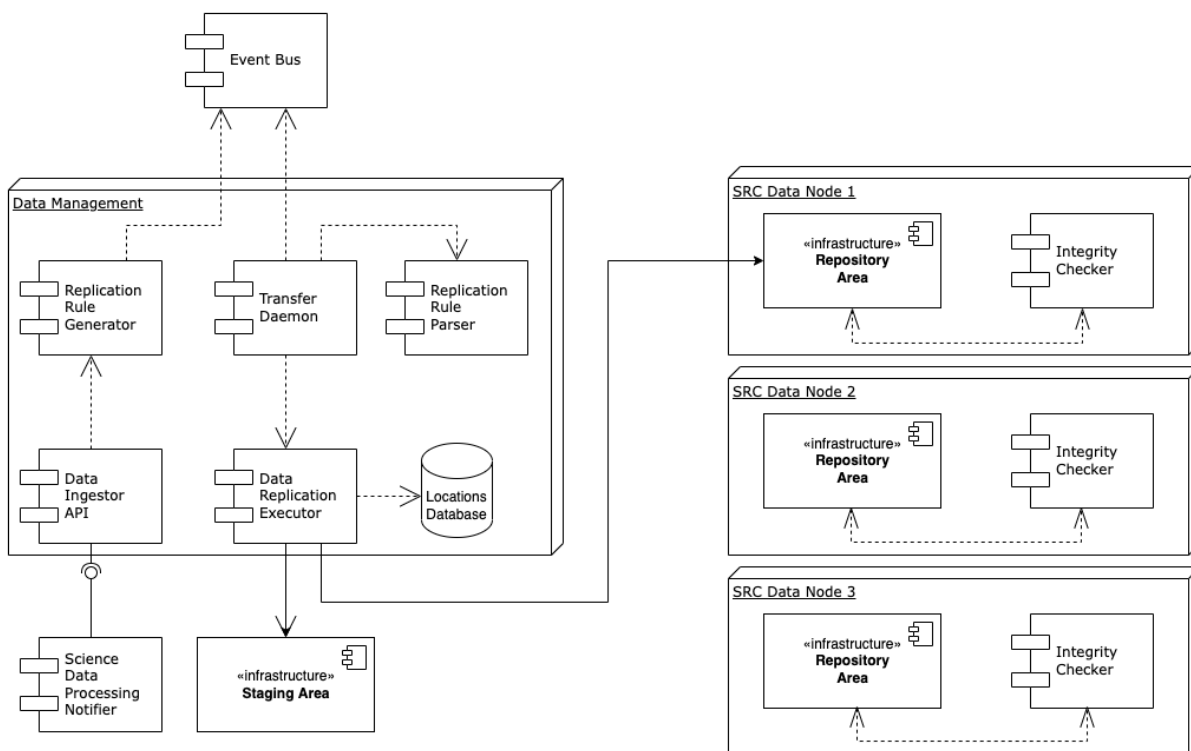 Event Bus
Data Management
Replication
Rule
Generator
Transfer
Daemon
Replication
Rule
Parser
Data
Ingestor
API
Data
Replication
Executor
Locations
Database
Science
Data
Processing
Notifier
«infrastructure»
Staging Area
SRC Data Node 1
«infrastructure»
Repository
Area
Integrity
Checker
SRC Data Node 2
«infrastructure»
Repository
Area
Integrity
Checker
SRC Data Node 3
«infrastructure»
Repository
Area
Integrity
Checker